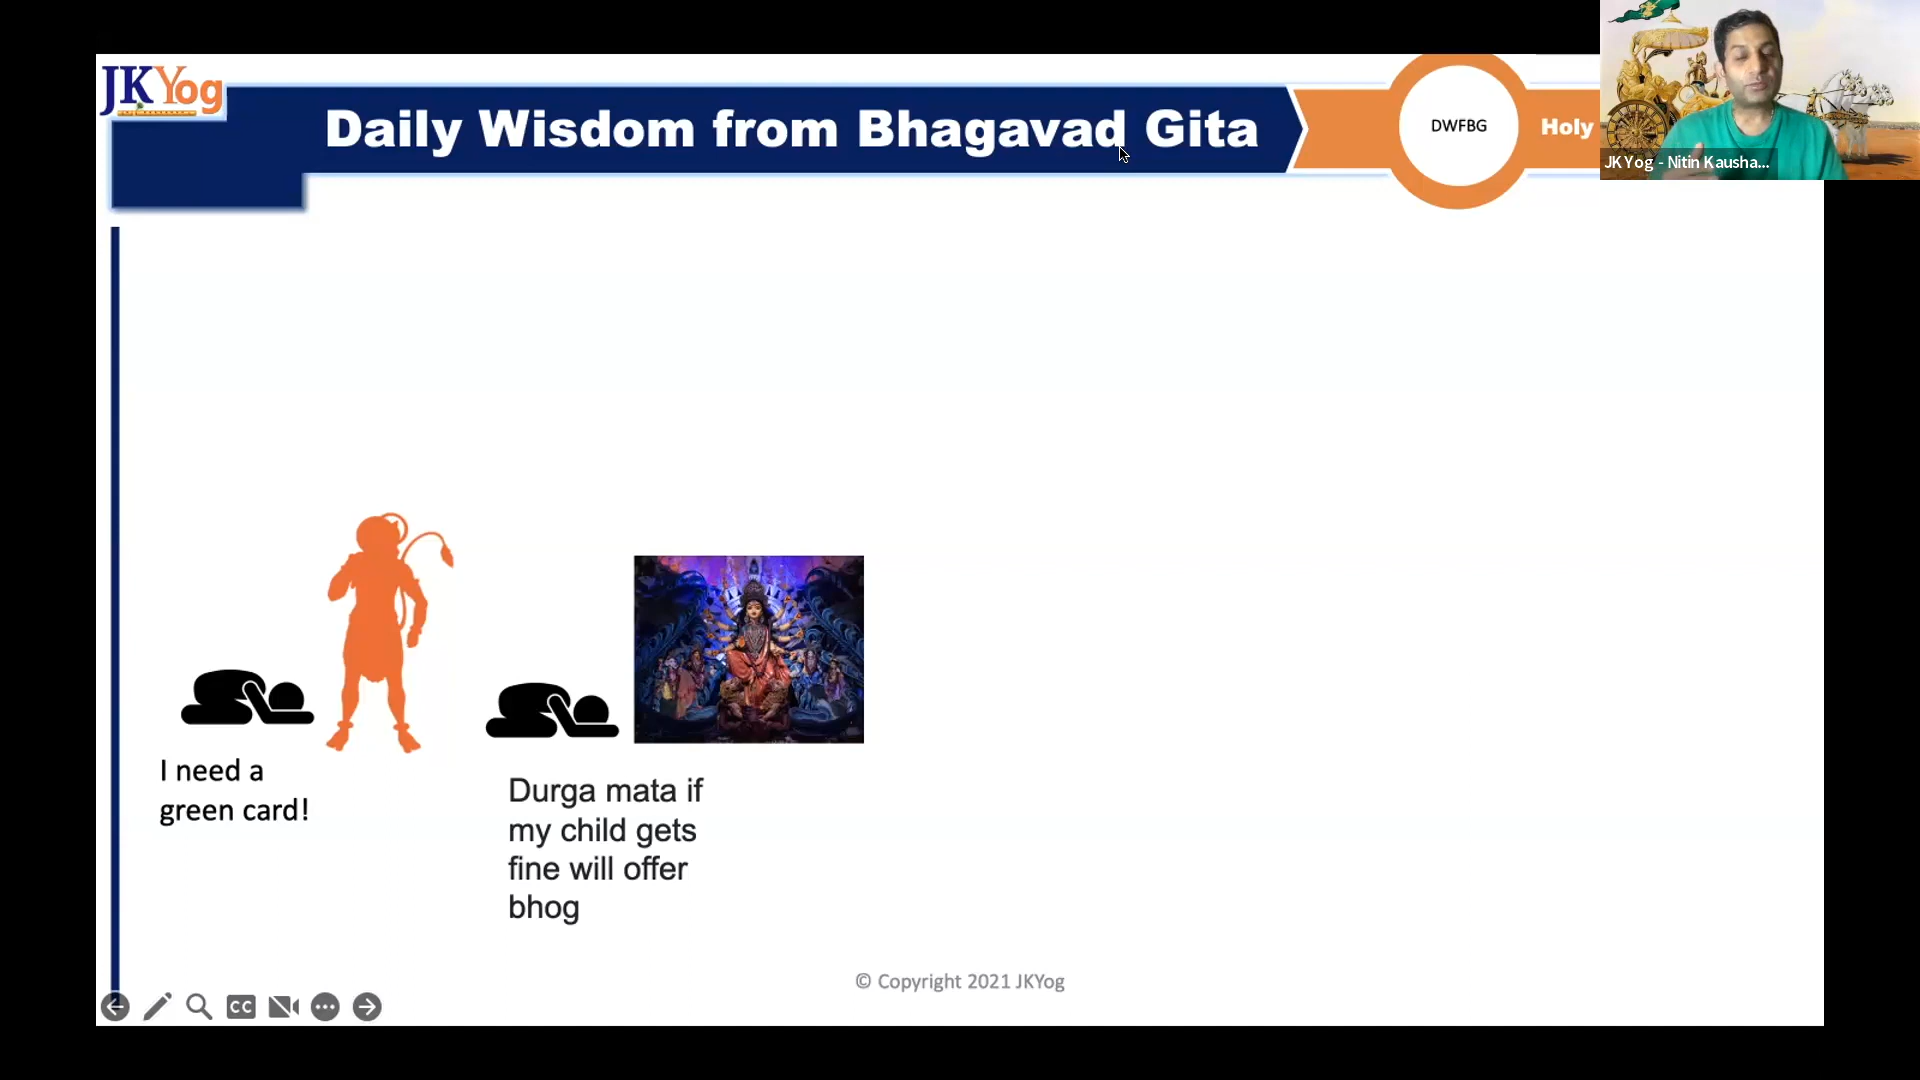 JKYog
Daily Wisdom from Bhagavad Gita
DWFBG
Holy
JK Yog - Nitin Kausha...
I need a
green card!
Durga mata if
my child gets
fine will offer
bhog
© Copyright 2021 JKYog
CC